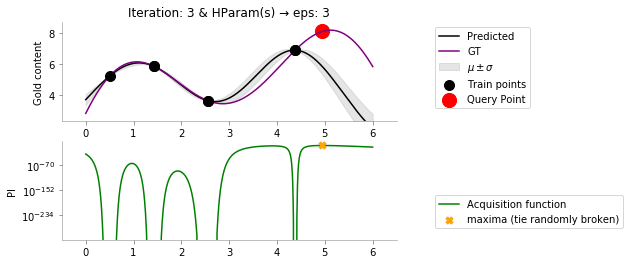 Iteration: 3 & HParam(s) → eps: 3
Gold content
8
6
4
0 1 2 3 4 5 6
Predicted
GT
μ ± σ
Train points
Query Point
PI
10⁻⁷⁰
10⁻¹⁵²
10⁻²³⁴
0 1 2 3 4 5 6
Acquisition function
maxima (tie randomly broken)